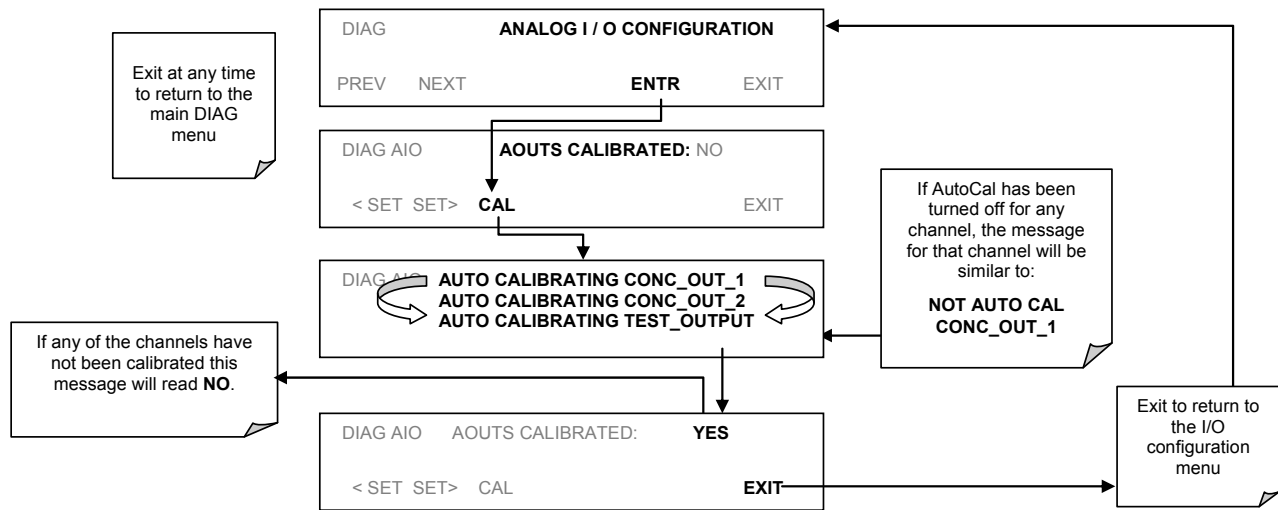 DIAG ANALOG I / O CONFIGURATION
PREV NEXT ENTR EXIT
Exit at any time
to return to the
main DIAG
menu
DIAG AIO AOUTS CALIBRATED: NO
< SET SET> CAL EXIT
If AutoCal has been
turned off for any
channel, the message
for that channel will be
similar to:
NOT AUTO CAL
CONC_OUT_1
DIAG AIO AUTO CALIBRATING CONC_OUT_1
AUTO CALIBRATING CONC_OUT_2
AUTO CALIBRATING TEST_OUTPUT
If any of the channels have
not been calibrated this
message will read NO.
DIAG AIO AOUTS CALIBRATED: YES
< SET SET> CAL EXIT
Exit to return to
the I/O
configuration
menu